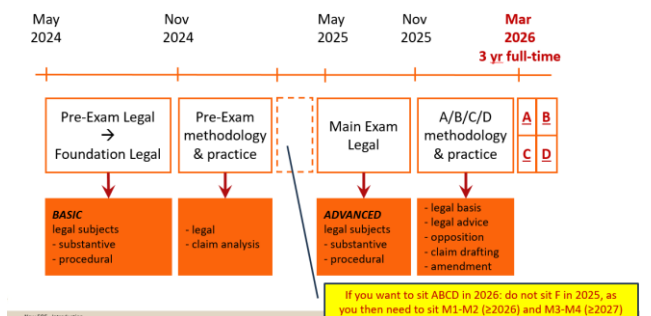 May
2024
Nov
2024
May
2025
Nov
2025
Mar
2026
3 yr full-time
Pre-Exam Legal
→
Foundation Legal
Pre-Exam
methodology
& practice
Main Exam
Legal
A/B/C/D
methodology
& practice
A B
C D
BASIC
legal subjects
- substantive
- procedural
- legal
- claim analysis
ADVANCED
legal subjects
- substantive
- procedural
- legal basis
- legal advice
- opposition
- claim drafting
- amendment
If you want to sit ABCD in 2026: do not sit F in 2025, as
you then need to sit M1-M2 (≥2026) and M3-M4 (≥2027)